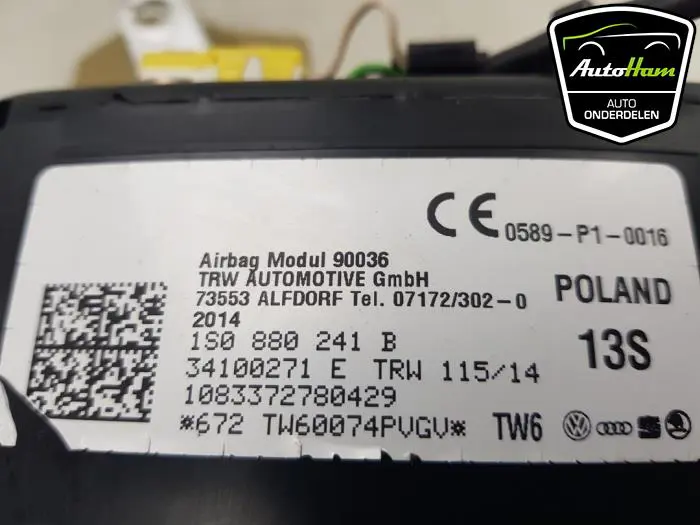 AutoHam
AUTO
ONDERDELEN
CE 0589-P1-0016
Airbag Modul 90036
TRW AUTOMOTIVE GmbH
73553 ALFDORF Tel. 07172/302-0
2014
POLAND
1S0 880 241 B
13S
34100271 E TRW 115/14
1083372780429
*672 TW60074PVGV* TW6